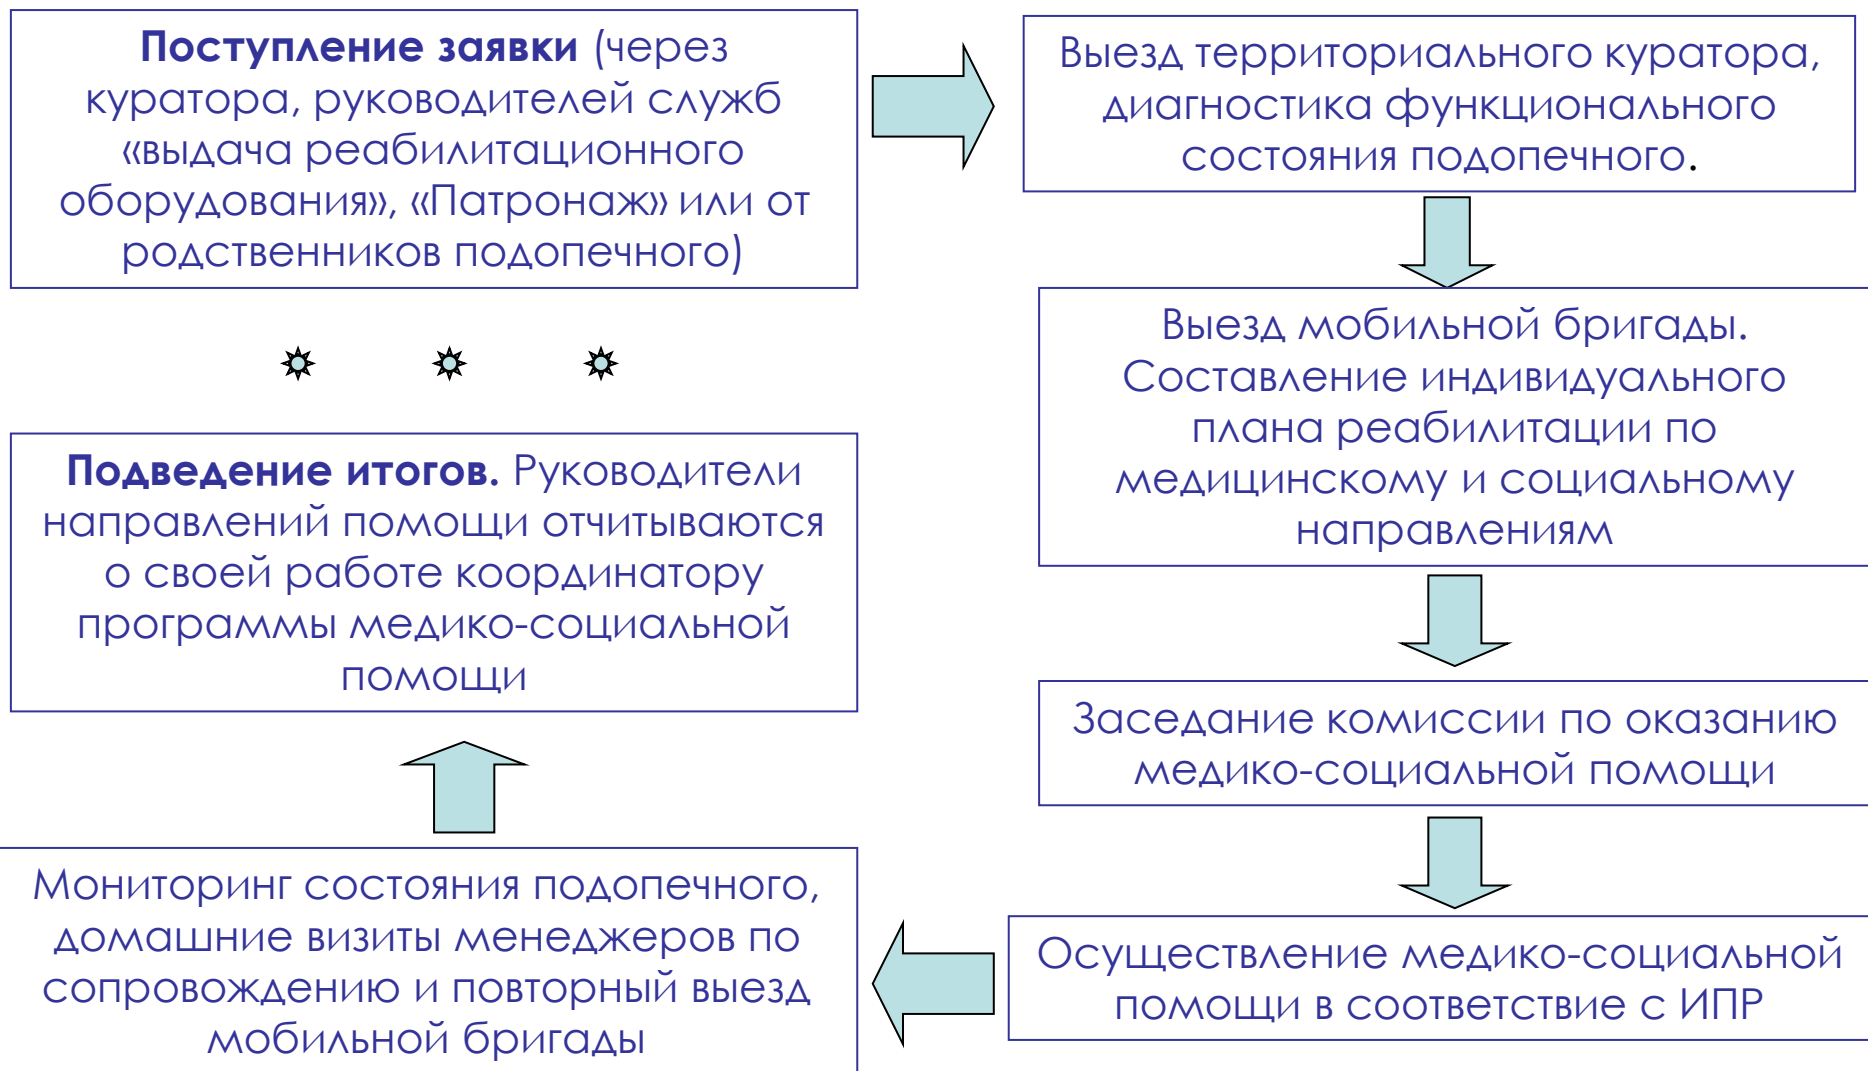 Поступление заявки (через
куратора, руководителей служб
«выдача реабилитационного
оборудования», «Патронаж» или от
родственников подопечного)
Выезд территориального куратора,
диагностика функционального
состояния подопечного.
Выезд мобильной бригады.
Составление индивидуального
плана реабилитации по
медицинскому и социальному
направлениям
Заседание комиссии по оказанию
медико-социальной помощи
Осуществление медико-социальной
помощи в соответствие с ИПР
Мониторинг состояния подопечного,
домашние визиты менеджеров по
сопровождению и повторный выезд
мобильной бригады
Подведение итогов. Руководители
направлений помощи отчитываются
о своей работе координатору
программы медико-социальной
помощи